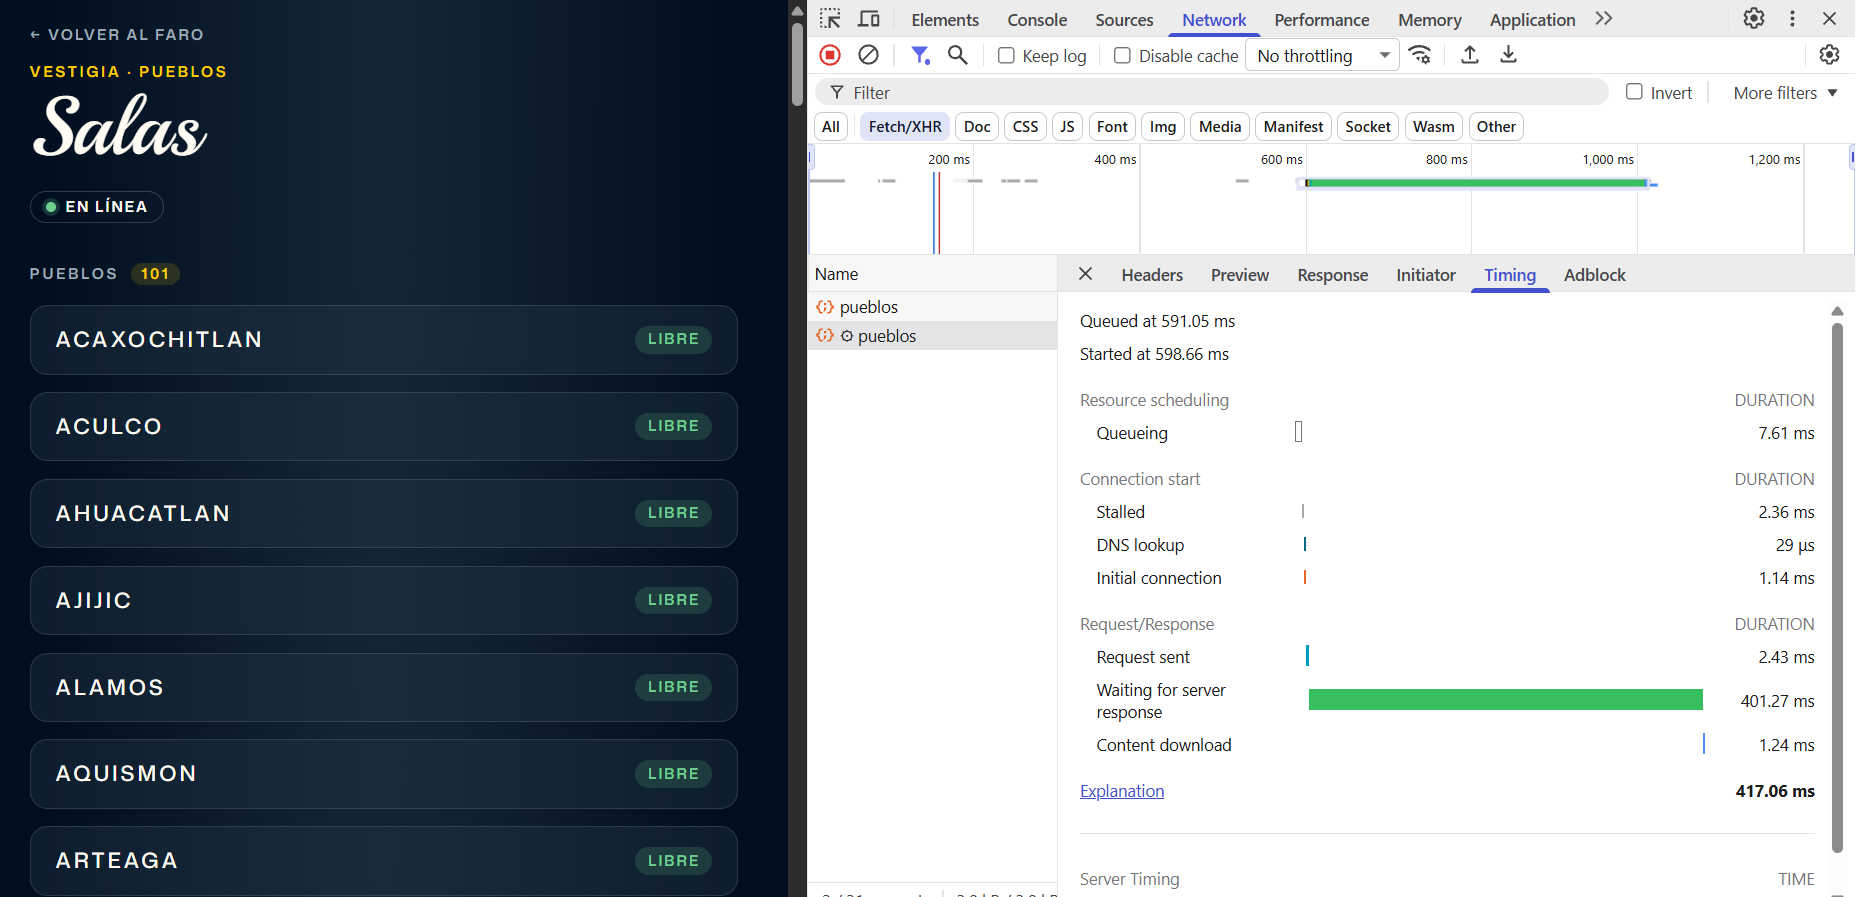 ← VOLVER AL FARO
VESTIGIA · PUEBLOS
Salas
EN LÍNEA
PUEBLOS 101
ACAXOCHITLAN LIBRE
ACULCO LIBRE
AHUACATLAN LIBRE
AJIJIC LIBRE
ALAMOS LIBRE
AQUISMON LIBRE
ARTEAGA LIBRE
Elements Console Sources Network Performance Memory Application
Keep log Disable cache No throttling
Filter Invert More filters
All Fetch/XHR Doc CSS JS Font Img Media Manifest Socket Wasm Other
200 ms 400 ms 600 ms 800 ms 1,000 ms 1,200 ms
Name
pueblos
pueblos
Headers Preview Response Initiator Timing Adblock
Queued at 591.05 ms
Started at 598.66 ms
Resource scheduling DURATION
Queueing 7.61 ms
Connection start DURATION
Stalled 2.36 ms
DNS lookup 29 μs
Initial connection 1.14 ms
Request/Response DURATION
Request sent 2.43 ms
Waiting for server
response 401.27 ms
Content download 1.24 ms
Explanation 417.06 ms
Server Timing TIME